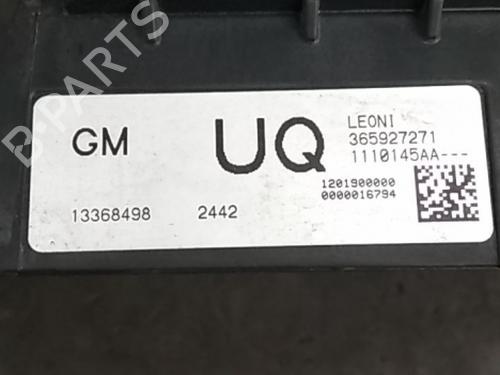 B-PARTS
GM
UQ
LEONI
365927271
1110145AA---
1201900000
0000016794
13368498
2442